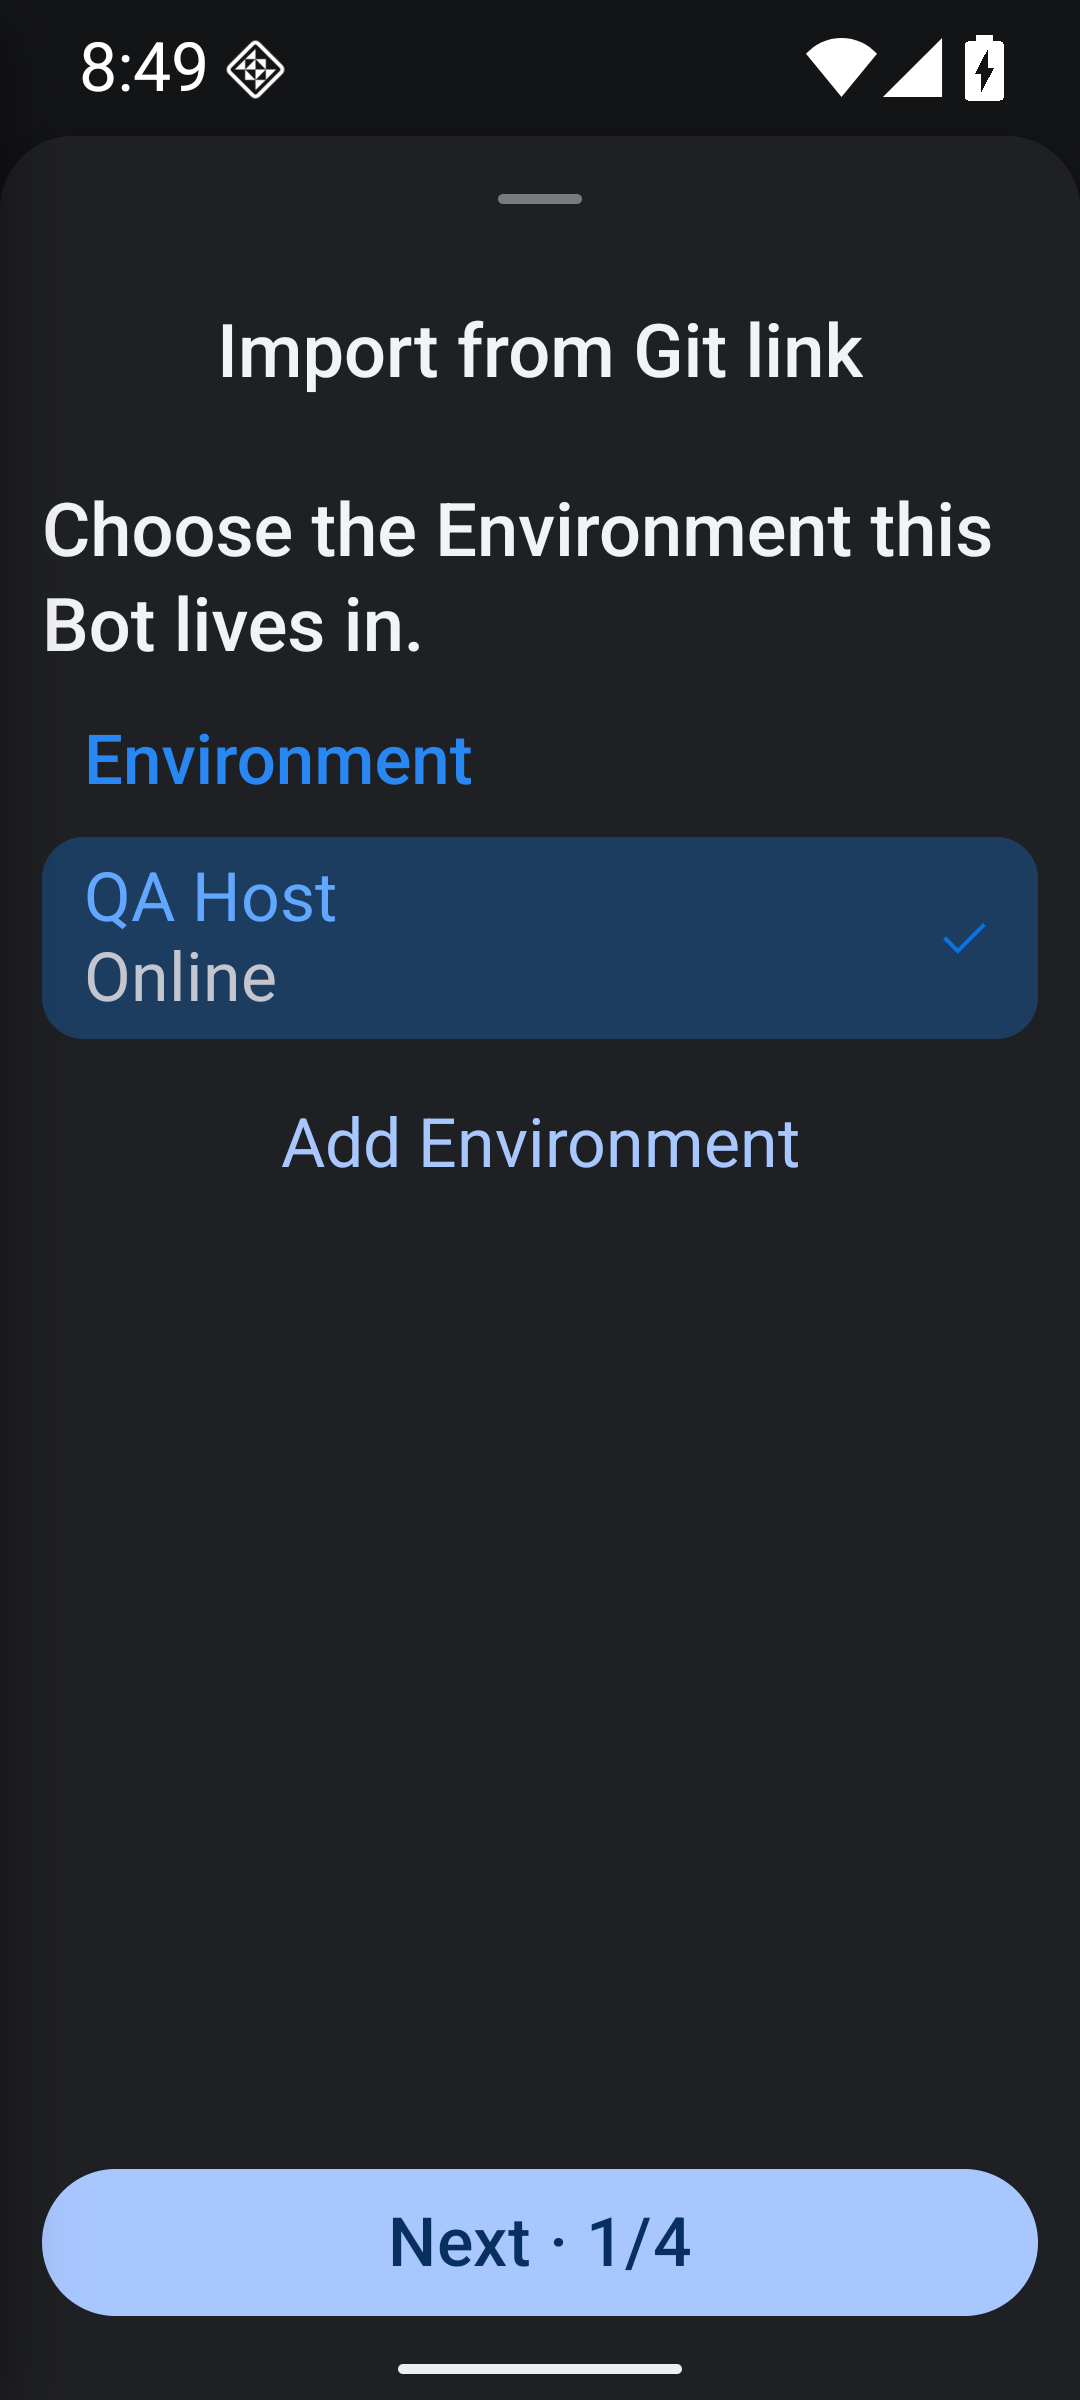 8:49
Import from Git link
Choose the Environment this
Bot lives in.
Environment
QA Host
Online
Add Environment
Next · 1/4